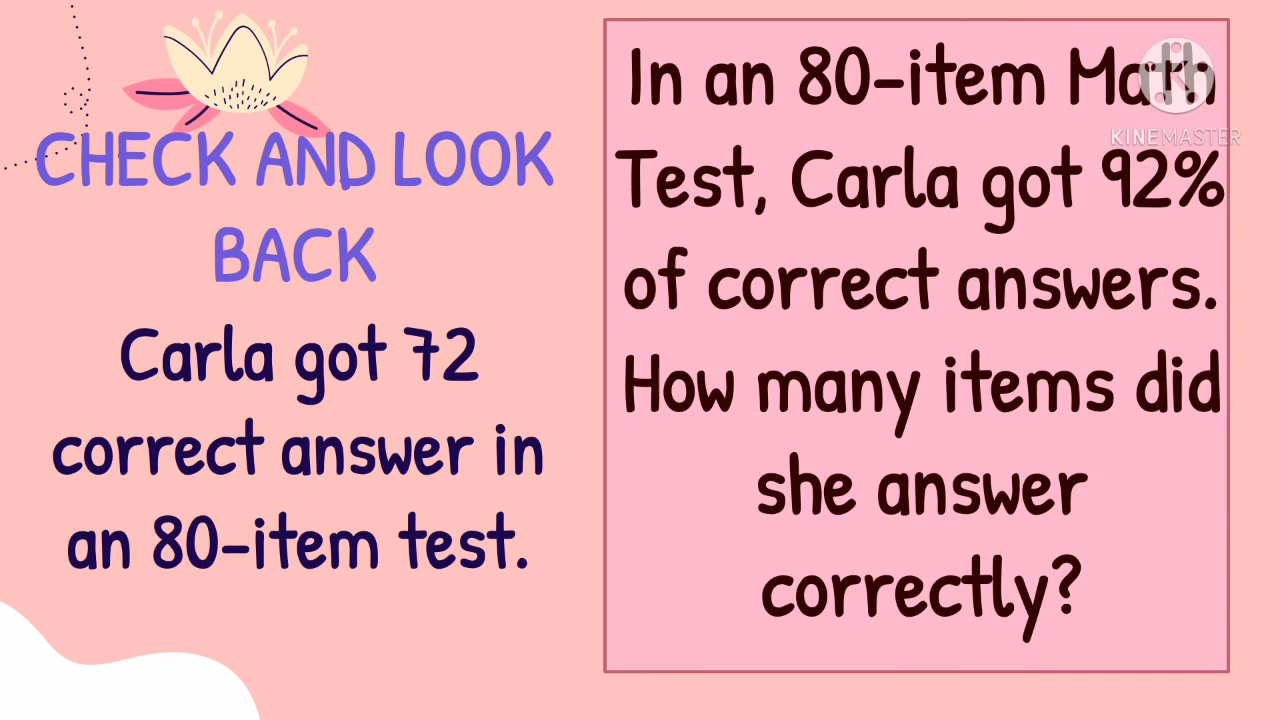 CHECK AND LOOK
BACK
Carla got 72
correct answer in
an 80-item test.
In an 80-item Math
Test, Carla got 92%
of correct answers.
How many items did
she answer
correctly?
KINEMASTER